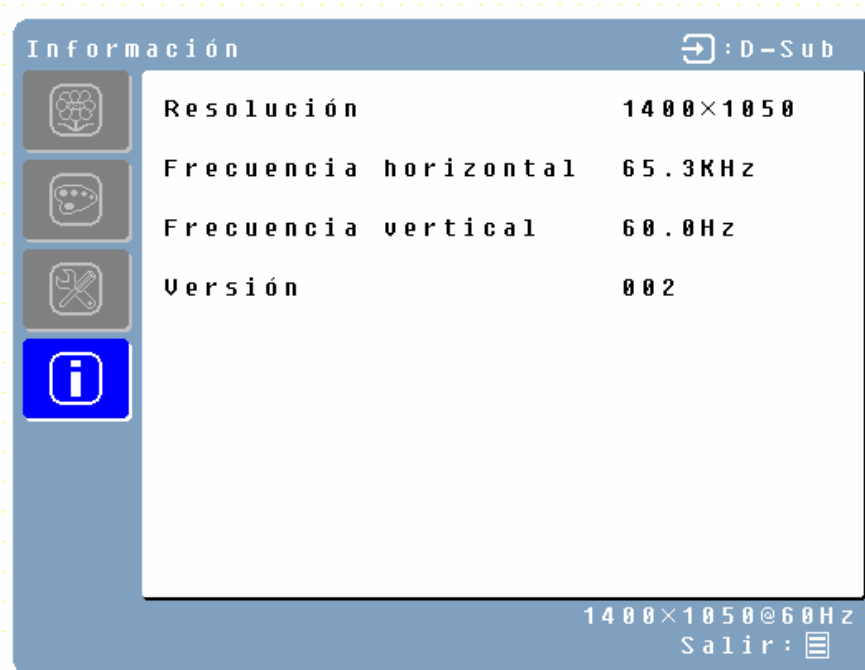 Información :D-Sub
Resolución 1400×1050
Frecuencia horizontal 65.3KHz
Frecuencia vertical 60.0Hz
Versión 002
1400×1050@60Hz
Salir: